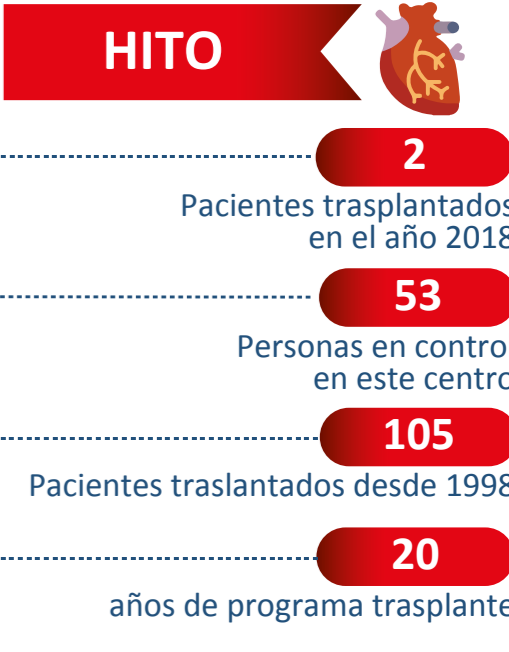 HITO
2
Pacientes trasplantados
en el año 2018
53
Personas en contro
en este centro
105
Pacientes traslantados desde 1998
20
años de programa trasplante